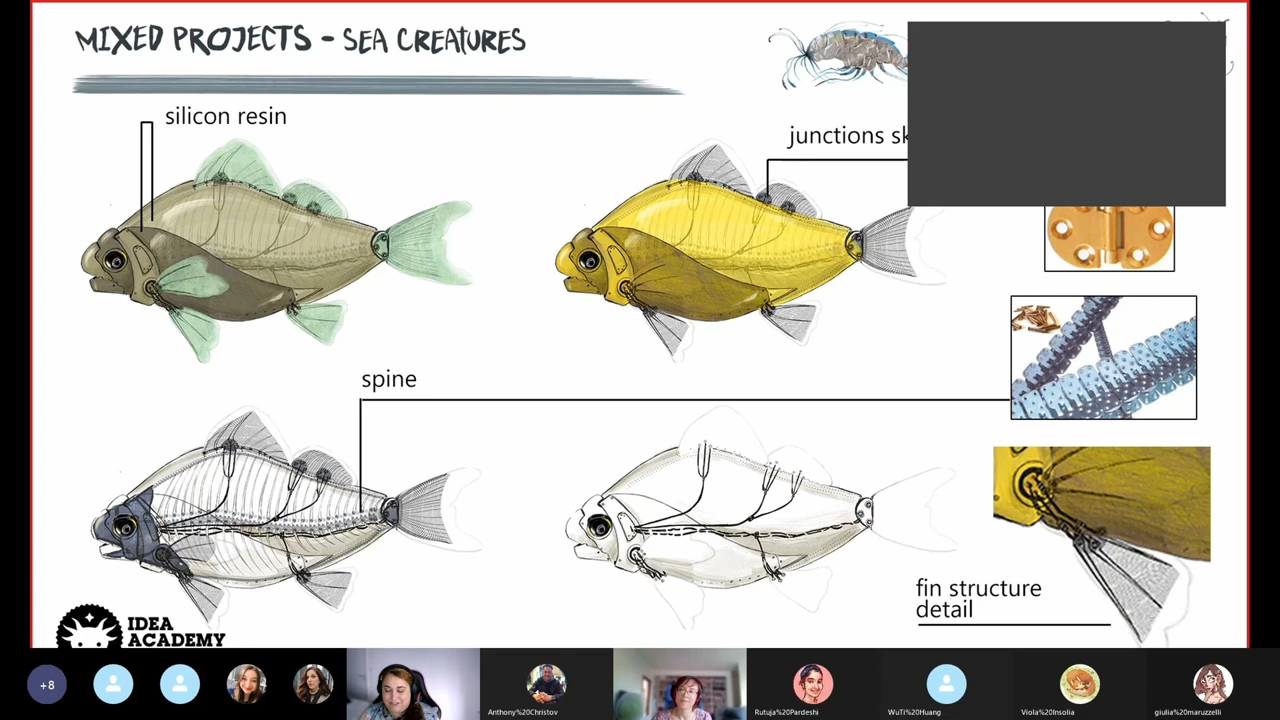 MIXED PROJECTS - SEA CREATURES
silicon resin
junctions
spine
fin structure
detail
IDEA
ACADEMY
+8
Anthony%20Christov
Rutuja%20Pardeshi
WuTi%20Huang
Viola%20Insolia
giulia%20maruzzelli